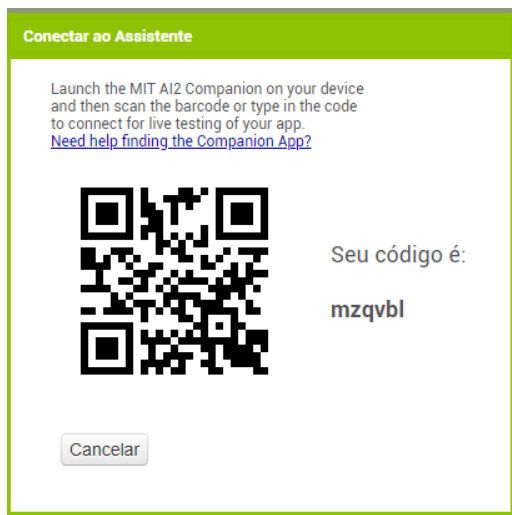 Conectar ao Assistente
Launch the MIT AI2 Companion on your device
and then scan the barcode or type in the code
to connect for live testing of your app.
Need help finding the Companion App?
Seu código é:
mzqvbl
Cancelar